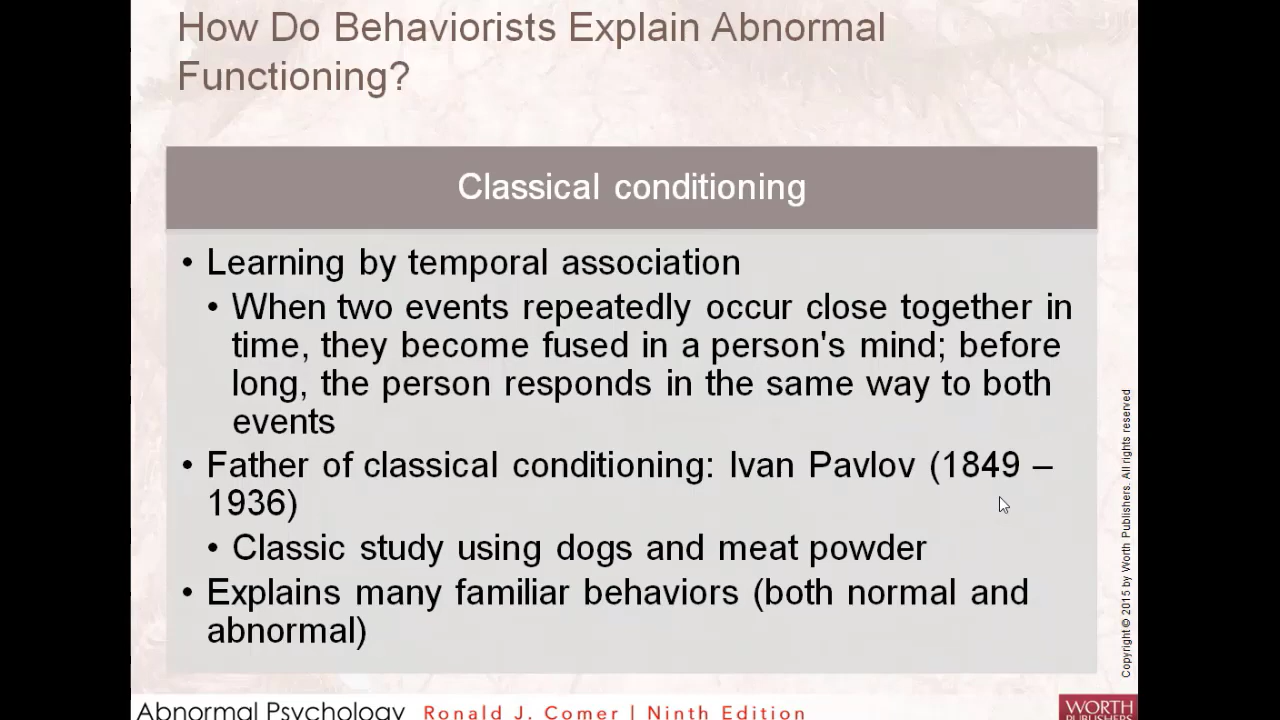 How Do Behaviorists Explain Abnormal
Functioning?
Classical conditioning
• Learning by temporal association
• When two events repeatedly occur close together in
time, they become fused in a person's mind; before
long, the person responds in the same way to both
events
• Father of classical conditioning: Ivan Pavlov (1849 –
1936)
• Classic study using dogs and meat powder
• Explains many familiar behaviors (both normal and
abnormal)
Copyright © 2015 by Worth Publishers. All rights reserved
Abnormal Psychology Ronald J. Comer | Ninth Edition
WORTH
PUBLISHERS